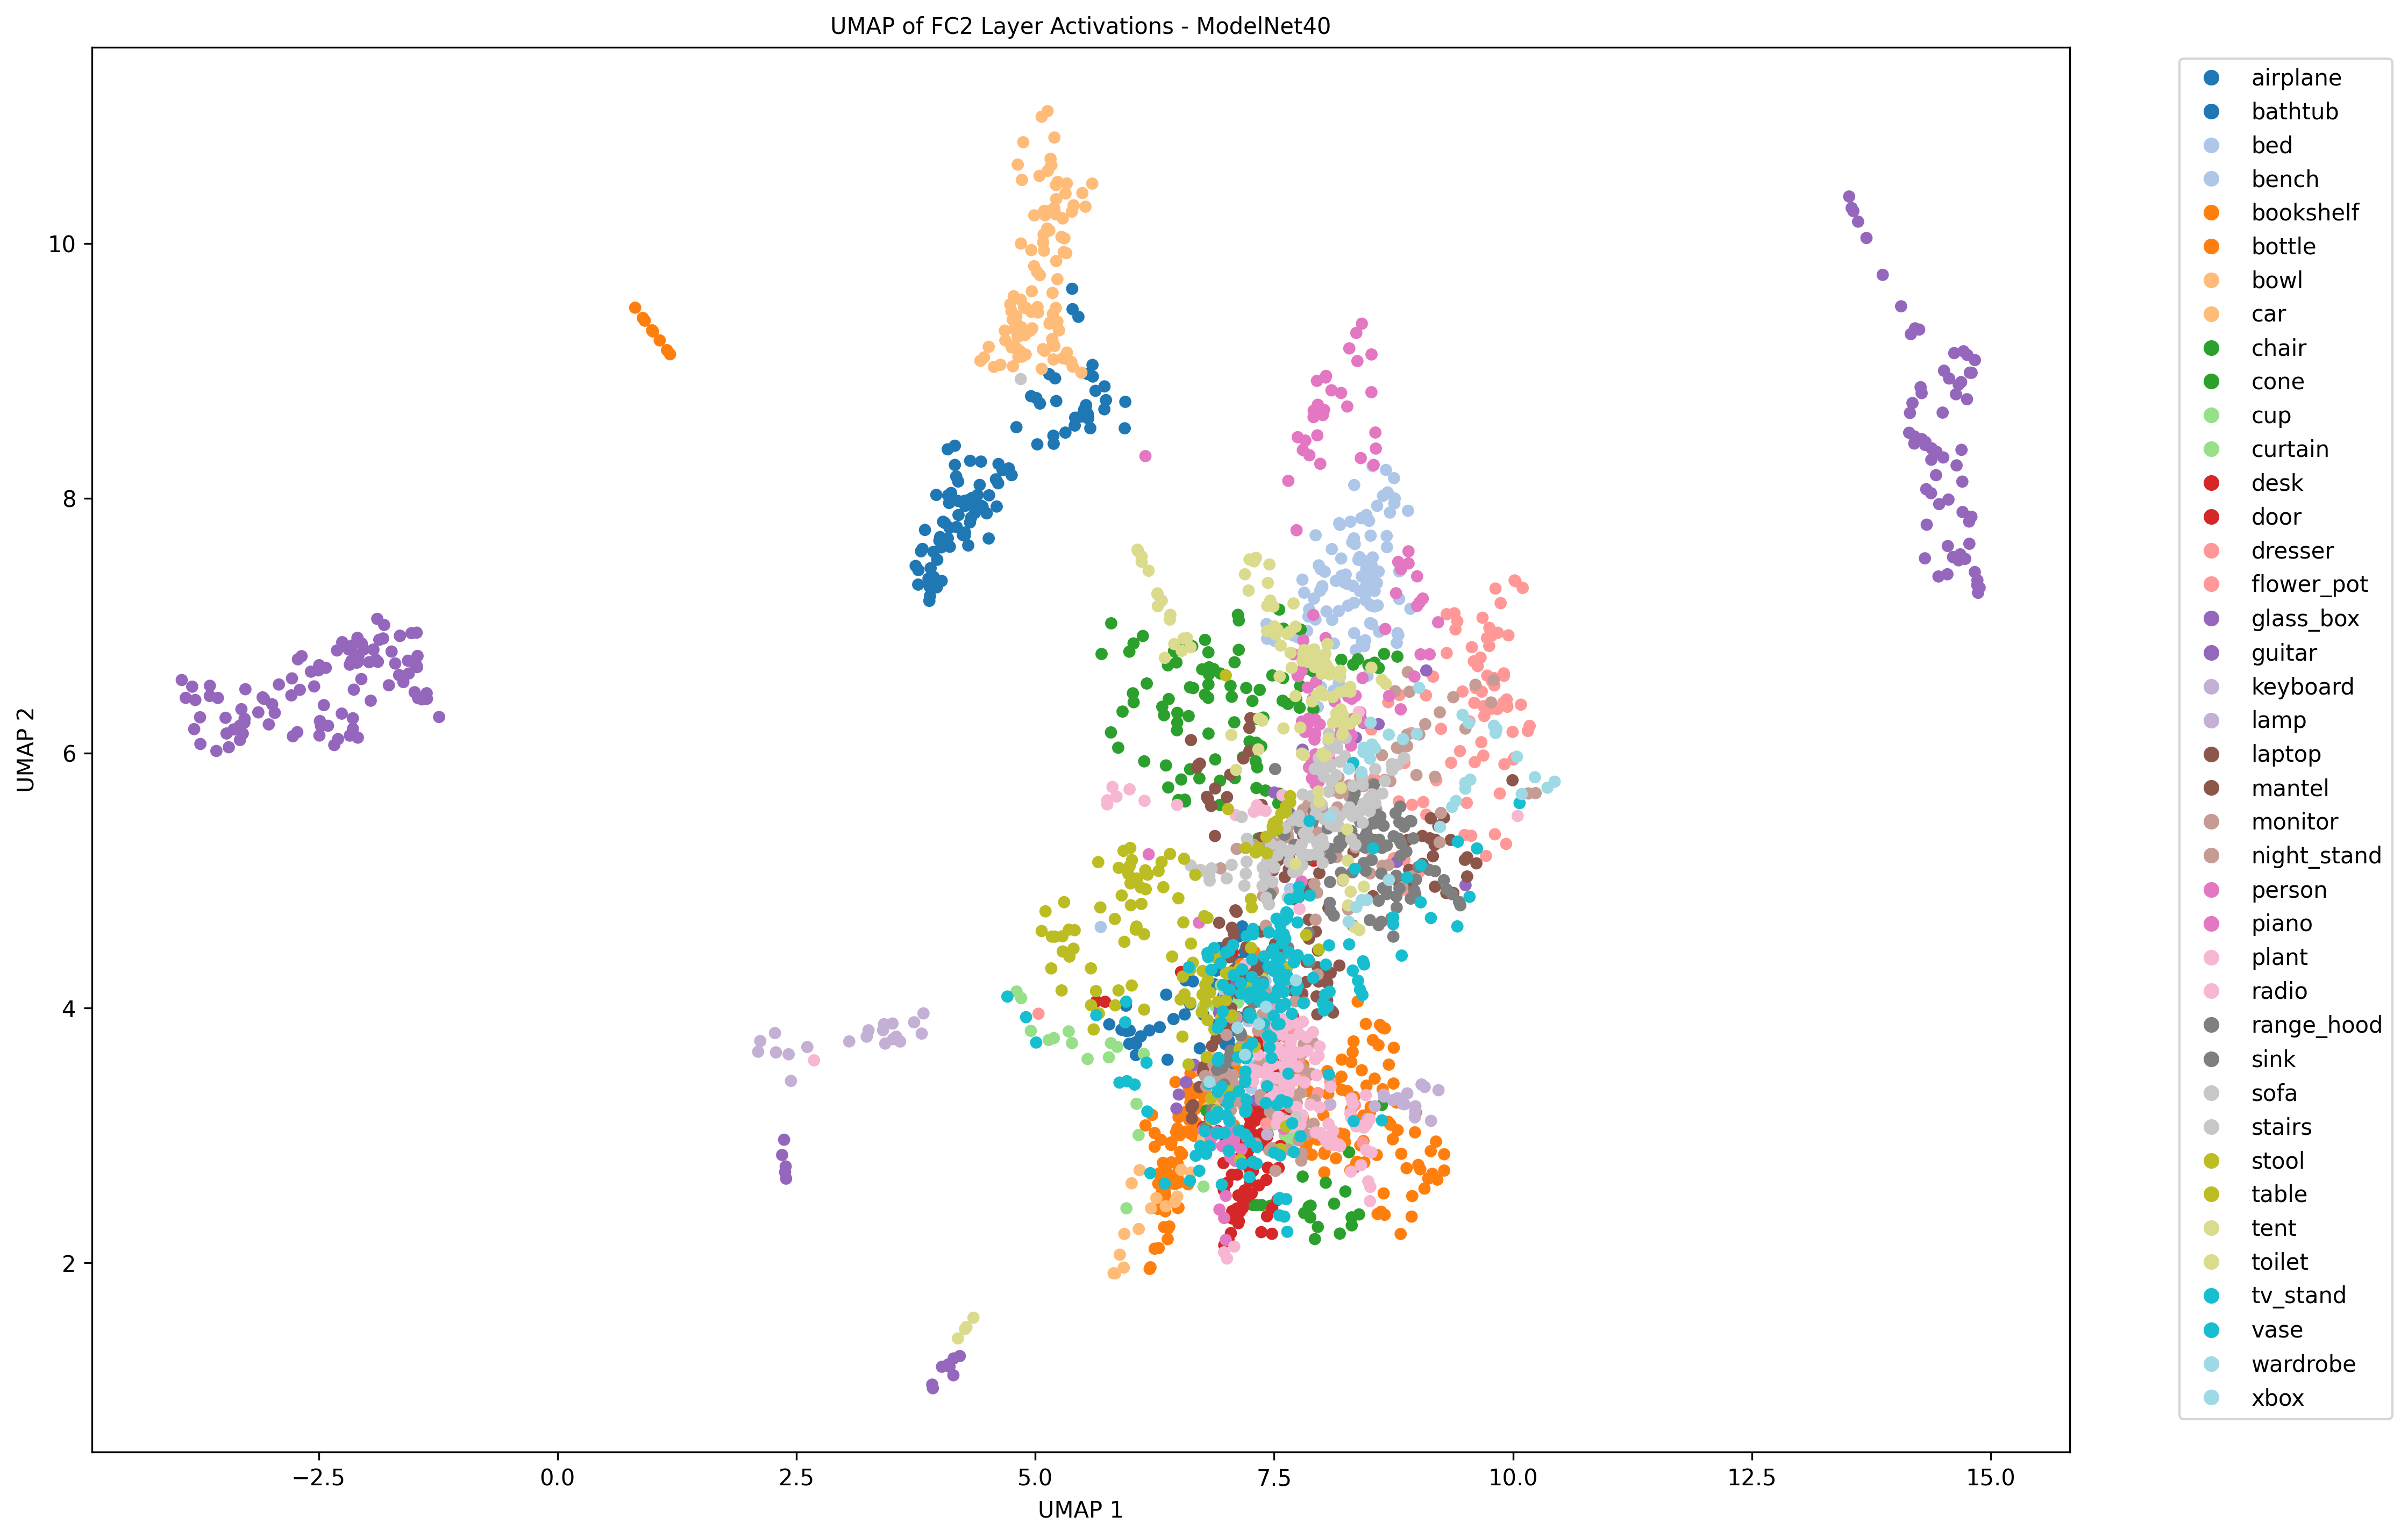 UMAP of FC2 Layer Activations - ModelNet40
10
8
6
4
2
UMAP 2
−2.5
0.0
2.5
5.0
7.5
10.0
12.5
15.0
UMAP 1
airplane
bathtub
bed
bench
bookshelf
bottle
bowl
car
chair
cone
cup
curtain
desk
door
dresser
flower_pot
glass_box
guitar
keyboard
lamp
laptop
mantel
monitor
night_stand
person
piano
plant
radio
range_hood
sink
sofa
stairs
stool
table
tent
toilet
tv_stand
vase
wardrobe
xbox